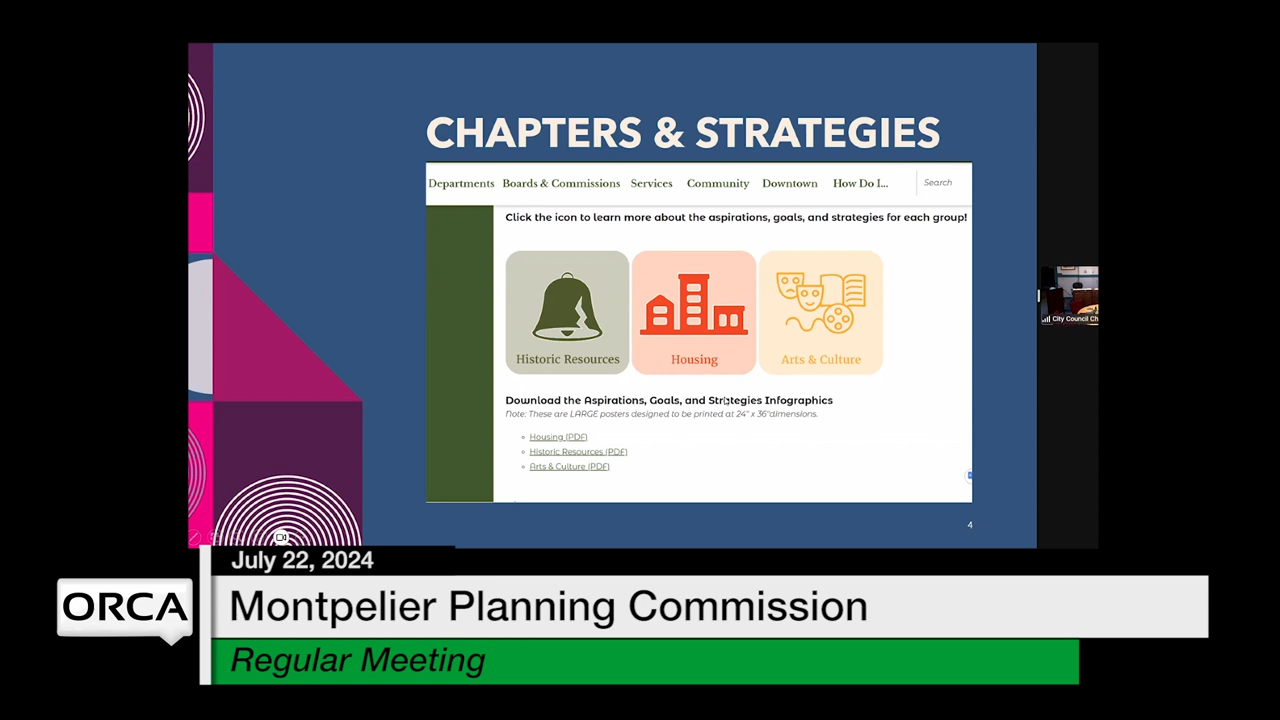 CHAPTERS & STRATEGIES
Departments Boards & Commissions Services Community Downtown How Do I... Search
Click the icon to learn more about the aspirations, goals, and strategies for each group!
Historic Resources Housing Arts & Culture
Download the Aspirations, Goals, and Strategies Infographics
Note: These are LARGE posters designed to be printed at 24" x 36"dimensions.
Housing (PDF)
Historic Resources (PDF)
Arts & Culture (PDF)
4
City Council Ch
July 22, 2024
ORCA
Montpelier Planning Commission
Regular Meeting